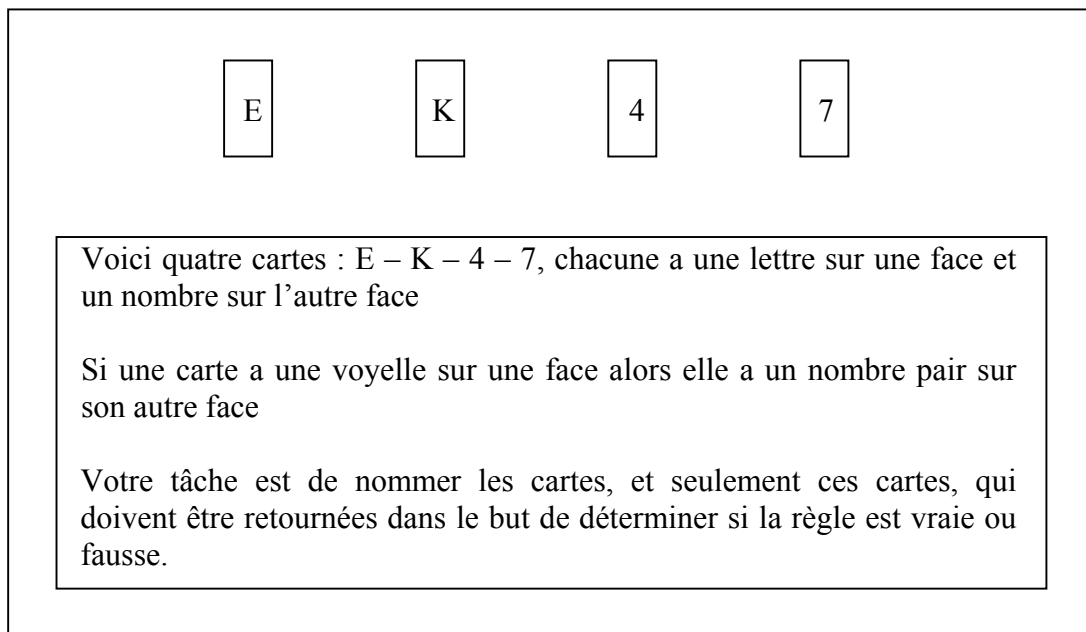 E K 4 7
Voici quatre cartes : E – K – 4 – 7, chacune a une lettre sur une face et
un nombre sur l’autre face
Si une carte a une voyelle sur une face alors elle a un nombre pair sur
son autre face
Votre tâche est de nommer les cartes, et seulement ces cartes, qui
doivent être retournées dans le but de déterminer si la règle est vraie ou
fausse.